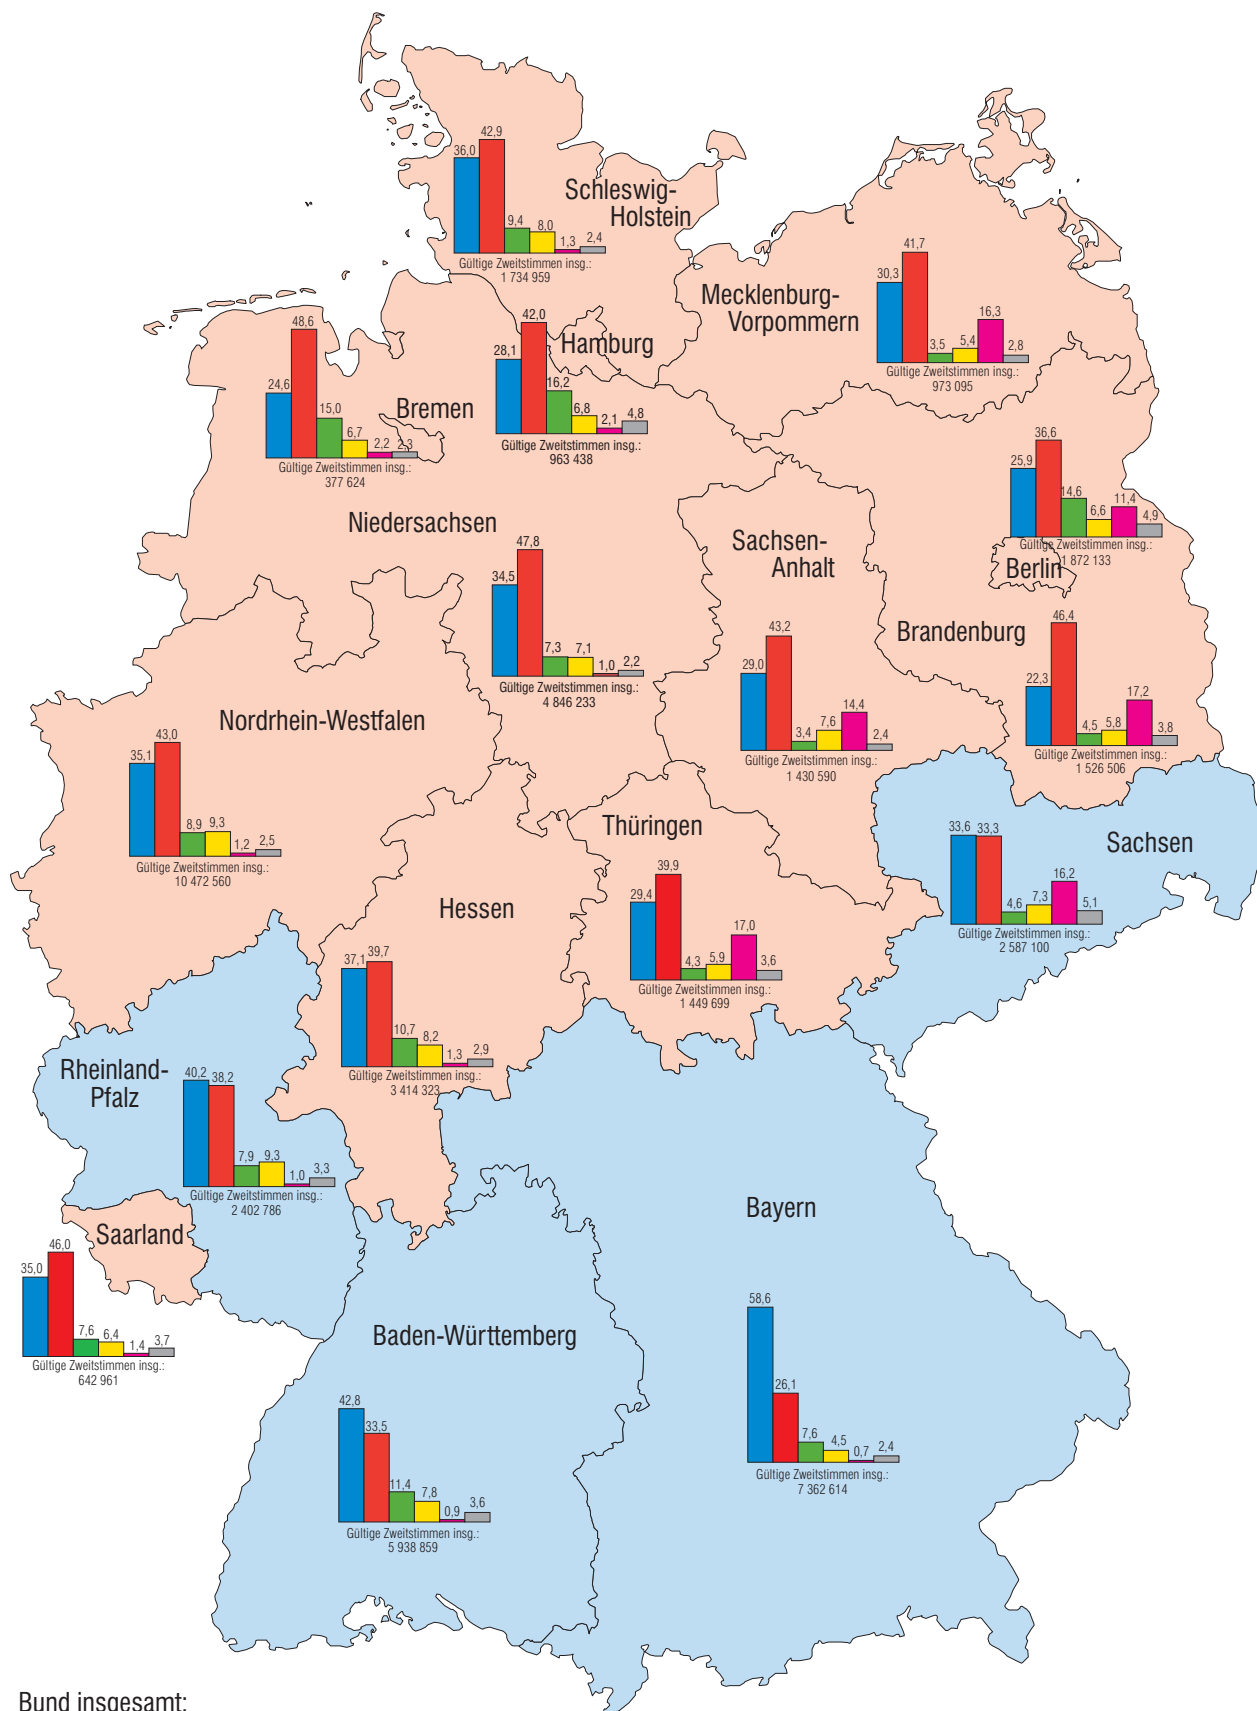 42,9
36,0
Schleswig-
Holstein
9,4
8,0
1,3
2,4
Gültige Zweitstimmen insg.:
1 734 959
Mecklenburg-
Vorpommern
41,7
30,3
16,3
3,5
5,4
2,8
Gültige Zweitstimmen insg.:
973 095
Hamburg
42,0
28,1
16,2
6,8
2,1
4,8
Gültige Zweitstimmen insg.:
963 438
Bremen
48,6
24,6
15,0
6,7
2,2
2,3
Gültige Zweitstimmen insg.:
377 624
36,6
25,9
14,6
6,6
11,4
4,9
Gültige Zweitstimmen insg.:
1 872 133
Berlin
Niedersachsen
47,8
34,5
7,3
7,1
1,0
2,2
Gültige Zweitstimmen insg.:
4 846 233
Sachsen-
Anhalt
43,2
29,0
3,4
7,6
14,4
2,4
Gültige Zweitstimmen insg.:
1 430 590
Brandenburg
46,4
22,3
4,5
5,8
17,2
3,8
Gültige Zweitstimmen insg.:
1 526 506
Nordrhein-Westfalen
43,0
35,1
8,9
9,3
1,2
2,5
Gültige Zweitstimmen insg.:
10 472 560
Thüringen
39,9
29,4
4,3
5,9
17,0
3,6
Gültige Zweitstimmen insg.:
1 449 699
Sachsen
33,6
33,3
4,6
7,3
16,2
5,1
Gültige Zweitstimmen insg.:
2 587 100
Hessen
37,1
39,7
10,7
8,2
1,3
2,9
Gültige Zweitstimmen insg.:
3 414 323
Rheinland-
Pfalz
40,2
38,2
7,9
9,3
1,0
3,3
Gültige Zweitstimmen insg.:
2 402 786
Saarland
46,0
35,0
7,6
6,4
1,4
3,7
Gültige Zweitstimmen insg.:
642 961
Bayern
58,6
26,1
7,6
4,5
0,7
2,4
Gültige Zweitstimmen insg.:
7 362 614
Baden-Württemberg
42,8
33,5
11,4
7,8
0,9
3,6
Gültige Zweitstimmen insg.:
5 938 859
Bund insgesamt: